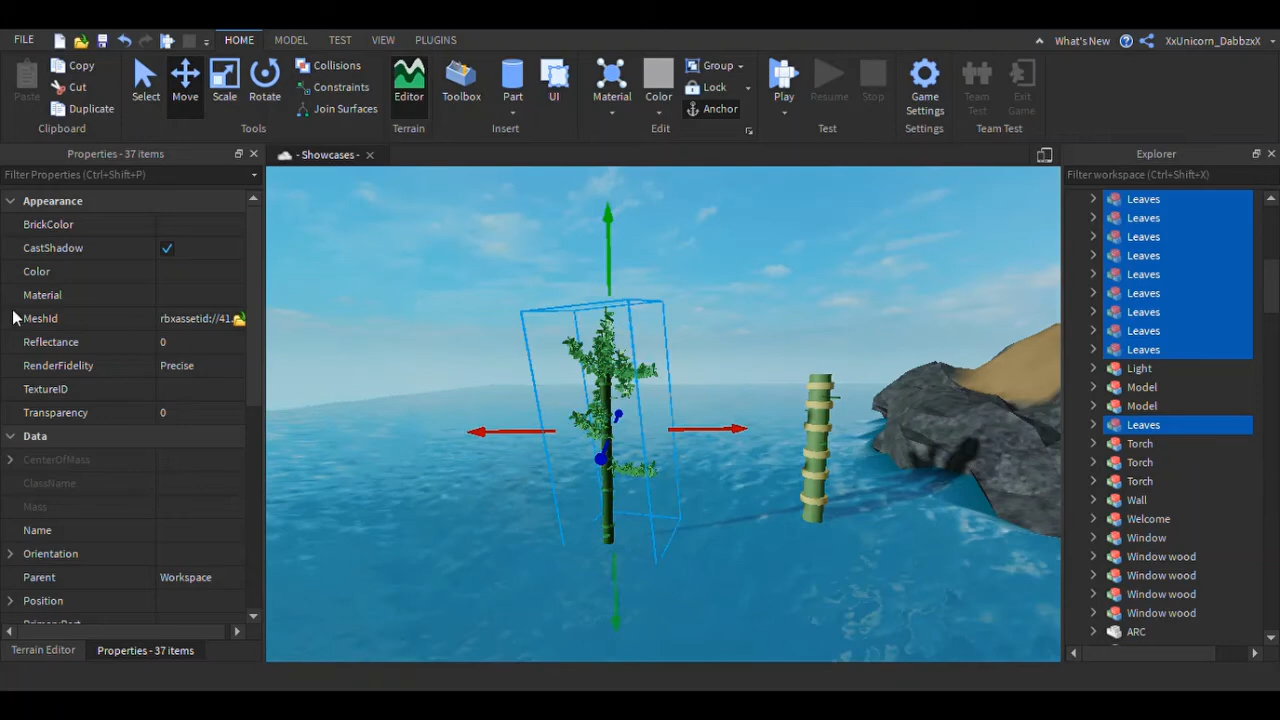 FILE HOME MODEL TEST VIEW PLUGINS What's New XxUnicorn_DabbzxX
Paste Copy Cut Duplicate Select Move Scale Rotate Collisions Constraints Join Surfaces Editor Toolbox Part UI Material Color Group Lock Anchor Play Resume Stop Game Settings Team Test Exit Game
Clipboard Tools Terrain Insert Edit Test Settings Team Test
Properties - 37 items
- Showcases -
Explorer
Filter Properties (Ctrl+Shift+P)
Filter workspace (Ctrl+Shift+X)
Appearance
BrickColor
CastShadow
Color
Material
MeshId rbxassetid://41
Reflectance 0
RenderFidelity Precise
TextureID
Transparency 0
Data
CenterOfMass
ClassName
Mass
Name
Orientation
Parent Workspace
Position
Terrain Editor Properties - 37 items
Leaves
Leaves
Leaves
Leaves
Leaves
Leaves
Leaves
Leaves
Leaves
Light
Model
Model
Leaves
Torch
Torch
Torch
Wall
Welcome
Window
Window wood
Window wood
Window wood
Window wood
ARC